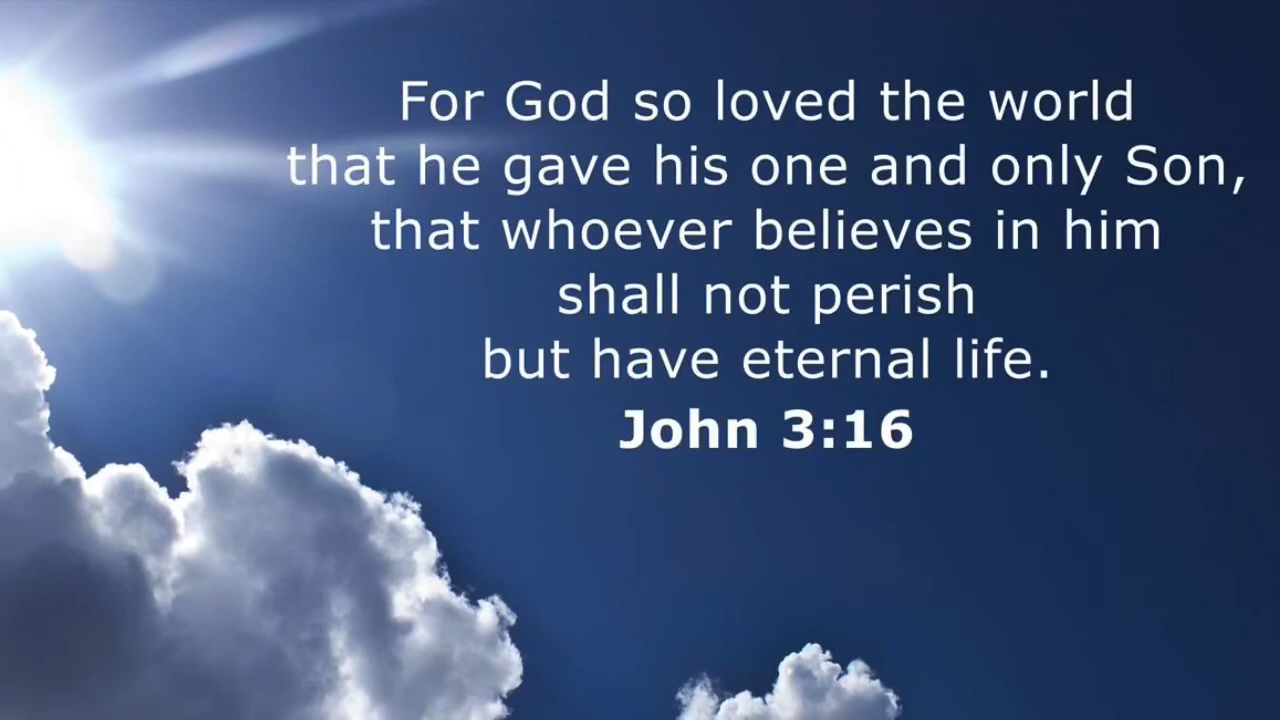 For God so loved the world
that he gave his one and only Son,
that whoever believes in him
shall not perish
but have eternal life.
John 3:16